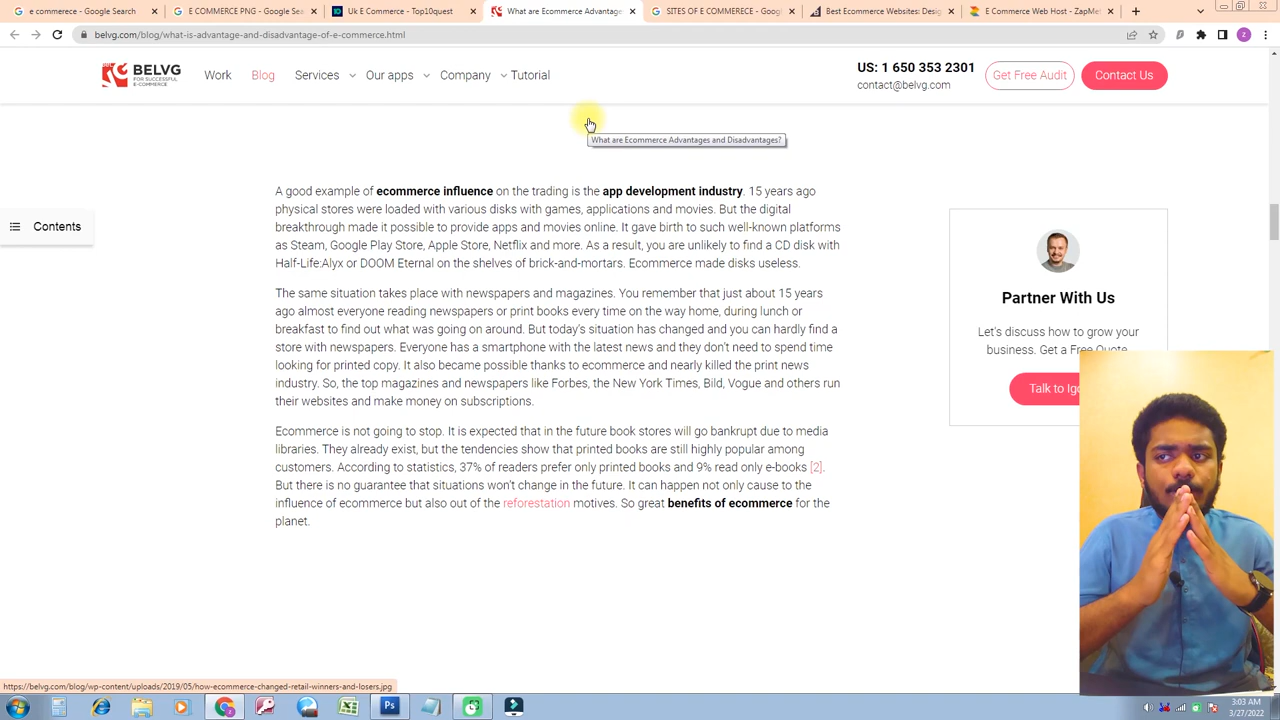 e commerce - Google Search
E COMMERCE PNG - Google Sea
Uk E Commerce - Top10quest
What are Ecommerce Advantage
SITES OF E COMMERECE - Goog
Best Ecommerce Websites: Desig
E Commerce Web Host - ZapMe
belvg.com/blog/what-is-advantage-and-disadvantage-of-e-commerce.html
z
BELVG
FOR SUCCESSFUL
E-COMMERCE
Work
Blog
Services
Our apps
Company
Tutorial
US: 1 650 353 2301
contact@belvg.com
Get Free Audit
Contact Us
What are Ecommerce Advantages and Disadvantages?
Contents
A good example of ecommerce influence on the trading is the app development industry. 15 years ago
physical stores were loaded with various disks with games, applications and movies. But the digital
breakthrough made it possible to provide apps and movies online. It gave birth to such well-known platforms
as Steam, Google Play Store, Apple Store, Netflix and more. As a result, you are unlikely to find a CD disk with
Half-Life:Alyx or DOOM Eternal on the shelves of brick-and-mortars. Ecommerce made disks useless.
The same situation takes place with newspapers and magazines. You remember that just about 15 years
ago almost everyone reading newspapers or print books every time on the way home, during lunch or
breakfast to find out what was going on around. But today's situation has changed and you can hardly find a
store with newspapers. Everyone has a smartphone with the latest news and they don't need to spend time
looking for printed copy. It also became possible thanks to ecommerce and nearly killed the print news
industry. So, the top magazines and newspapers like Forbes, the New York Times, Bild, Vogue and others run
their websites and make money on subscriptions.
Ecommerce is not going to stop. It is expected that in the future book stores will go bankrupt due to media
libraries. They already exist, but the tendencies show that printed books are still highly popular among
customers. According to statistics, 37% of readers prefer only printed books and 9% read only e-books [2].
But there is no guarantee that situations won't change in the future. It can happen not only cause to the
influence of ecommerce but also out of the reforestation motives. So great benefits of ecommerce for the
planet.
Partner With Us
Let's discuss how to grow your
business. Get a Free Quote
Talk to Igo
https://belvg.com/blog/wp-content/uploads/2019/05/how-ecommerce-changed-retail-winners-and-losers.jpg
Ps
3:03 AM
3/27/2022